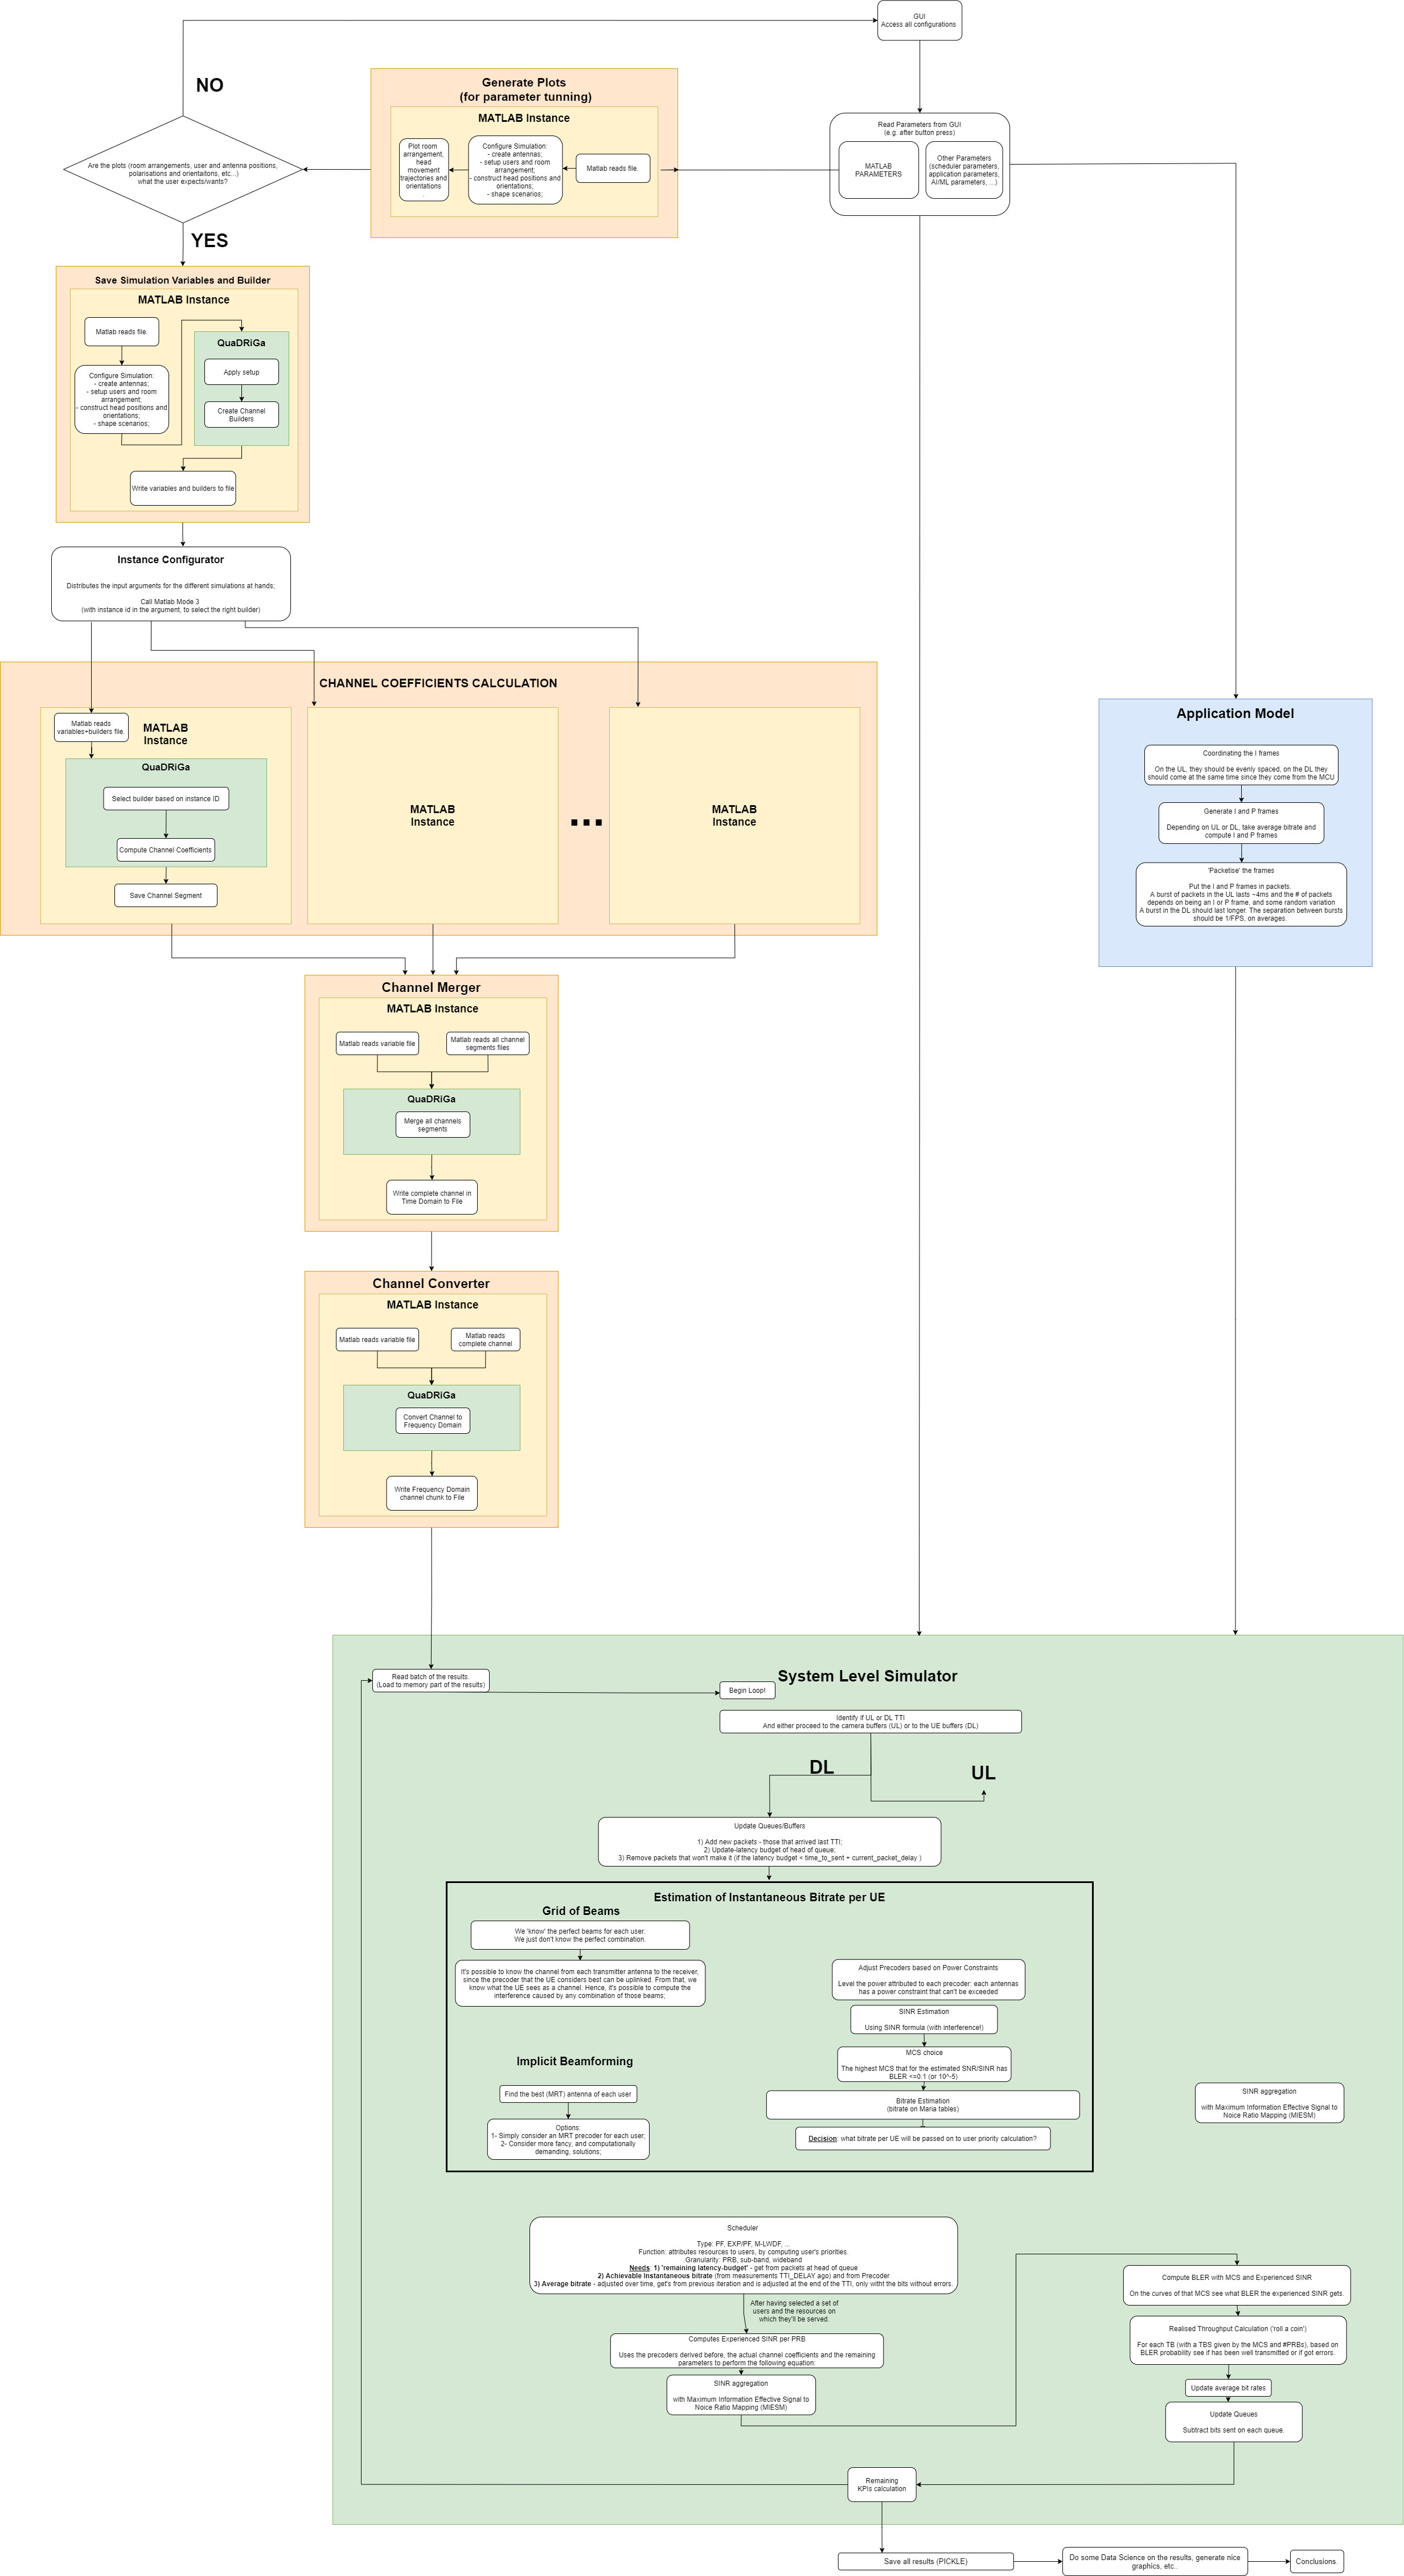 GUI
Access all configurations
NO
Generate Plots
(for parameter tunning)
MATLAB Instance
Plot room
arrangement,
head
movement
trajectories and
orientations
.
Configure Simulation:
- create antennas;
- setup users and room
arrangement;
- construct head positions and
orientations;
- shape scenarios;
Matlab reads file.
Read Parameters from GUI
(e.g. after button press)
MATLAB
PARAMETERS
Other Parameters
(scheduler parameters,
application parameters,
AI/ML parameters, ...)
Are the plots (room arrangements, user and antenna positions,
polarisations and orientaitons, etc...)
what the user expects/wants?
YES
Save Simulation Variables and Builder
MATLAB Instance
Matlab reads file.
Configure Simulation:
- create antennas;
- setup users and room
arrangement;
- construct head positions and
orientations;
- shape scenarios;
QuaDRiGa
Apply setup
Create Channel
Builders
Write variables and builders to file
Instance Configurator
Distributes the input arguments for the different simulations at hands;
Call Matlab Mode 3
(with instance id in the argument, to select the right builder)
CHANNEL COEFFICIENTS CALCULATION
Matlab reads
variables+builders file.
MATLAB
Instance
QuaDRiGa
Select builder based on instance ID
Compute Channel Coefficients
Save Channel Segment
MATLAB
Instance
...
MATLAB
Instance
Application Model
Coordinating the I frames
On the UL, they should be evenly spaced, on the DL they
should come at the same time since they come from the MCU
Generate I and P frames
Depending on UL or DL, take average bitrate and
compute I and P frames
'Packetise' the frames
Put the I and P frames in packets.
A burst of packets in the UL lasts ~4ms and the # of packets
depends on being an I or P frame, and some random variation
A burst in the DL should last longer. The separation between bursts
should be 1/FPS, on averages.
Channel Merger
MATLAB Instance
Matlab reads variable file
Matlab reads all channel
segments files
QuaDRiGa
Merge all channels
segments
Write complete channel in
Time Domain to File
Channel Converter
MATLAB Instance
Matlab reads variable file
Matlab reads
complete channel
QuaDRiGa
Convert Channel to
Frequency Domain
Write Frequency Domain
channel chunk to File
System Level Simulator
Read batch of the results.
(Load to memory part of the results)
Begin Loop!
Identify if UL or DL TTI
And either proceed to the camera buffers (UL) or to the UE buffers (DL)
DL
UL
Update Queues/Buffers
1) Add new packets - those that arrived last TTI;
2) Update-latency budget of head of queue;
3) Remove packets that won't make it (if the latency budget < time_to_sent + current_packet_delay )
Estimation of Instantaneous Bitrate per UE
Grid of Beams
We 'know' the perfect beams for each user.
We just don't know the perfect combination.
It's possible to know the channel from each transmitter antenna to the receiver,
since the precoder that the UE considers best can be uplinked. From that, we
know what the UE sees as a channel. Hence, it's possible to compute the
interference caused by any combination of those beams;
Implicit Beamforming
Find the best (MRT) antenna of each user
Options:
1- Simply consider an MRT precoder for each user;
2- Consider more fancy, and computationally
demanding, solutions;
Adjust Precoders based on Power Constraints
Level the power attributed to each precoder: each antennas
has a power constraint that can't be exceeded
SINR Estimation
Using SINR formula (with interference!)
MCS choice
The highest MCS that for the estimated SNR/SINR has
BLER <=0.1 (or 10^-5)
Bitrate Estimation
(bitrate on Maria tables)
Decision: what bitrate per UE will be passed on to user priority calculation?
SINR aggregation
with Maximum Information Effective Signal to
Noice Ratio Mapping (MIESM)
Scheduler
Type: PF, EXP/PF, M-LWDF, ...
Function: attributes resources to users, by computing user's priorities.
Granularity: PRB, sub-band, wideband
Needs: 1) 'remaining latency-budget' - get from packets at head of queue
2) Achievable Instantaneous bitrate (from measurements TTI_DELAY ago) and from Precoder
3) Average bitrate - adjusted over time, get's from previous iteration and is adjusted at the end of the TTI, only witht the bits without errors.
After having selected a set of
users and the resources on
which they'll be served.
Computes Experienced SINR per PRB
Uses the precoders derived before, the actual channel coefficients and the remaining
parameters to perform the following equation:
SINR aggregation
with Maximum Information Effective Signal to
Noice Ratio Mapping (MIESM)
Compute BLER with MCS and Experienced SINR
On the curves of that MCS see what BLER the experienced SINR gets.
Realised Throughput Calculation ('roll a coin')
For each TB (with a TBS given by the MCS and #PRBs), based on
BLER probability see if has been well transmitted or if got errors.
Update average bit rates
Update Queues
Subtract bits sent on each queue.
Remaining
KPIs calculation
Save all results (PICKLE)
Do some Data Science on the results, generate nice
graphics, etc..
Conclusions.